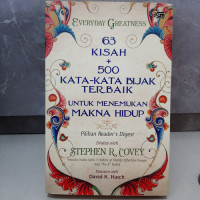 EVERYDAY GREATNESS
63
KISAH
+
500
KATA-KATA BIJAK
TERBAIK
UNTUK MENEMUKAN
MAKNA HIDUP
Pilihan Reader's Digest
STEPHEN R. COVEY
David K. Hatch